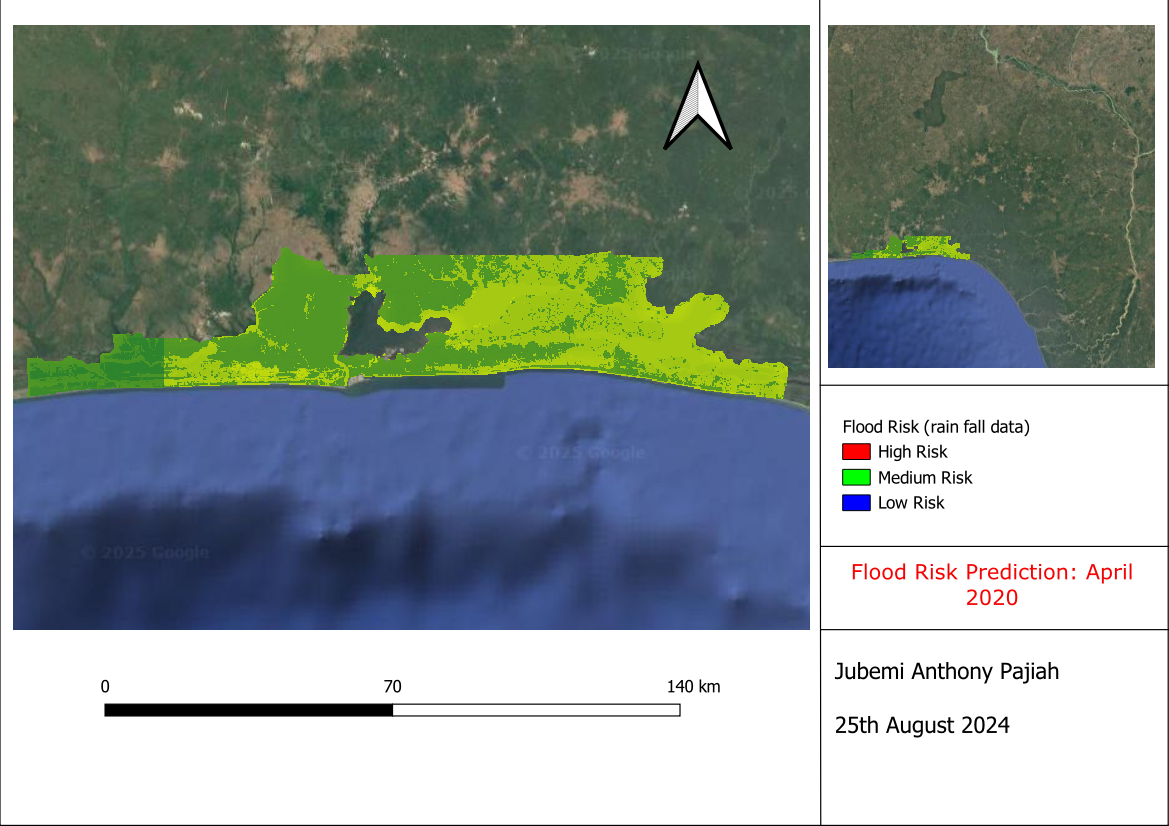 © 2025 Google
© 2025 Google
Flood Risk (rain fall data)
High Risk
Medium Risk
Low Risk
Flood Risk Prediction: April
2020
0 70 140 km
Jubemi Anthony Pajiah
25th August 2024